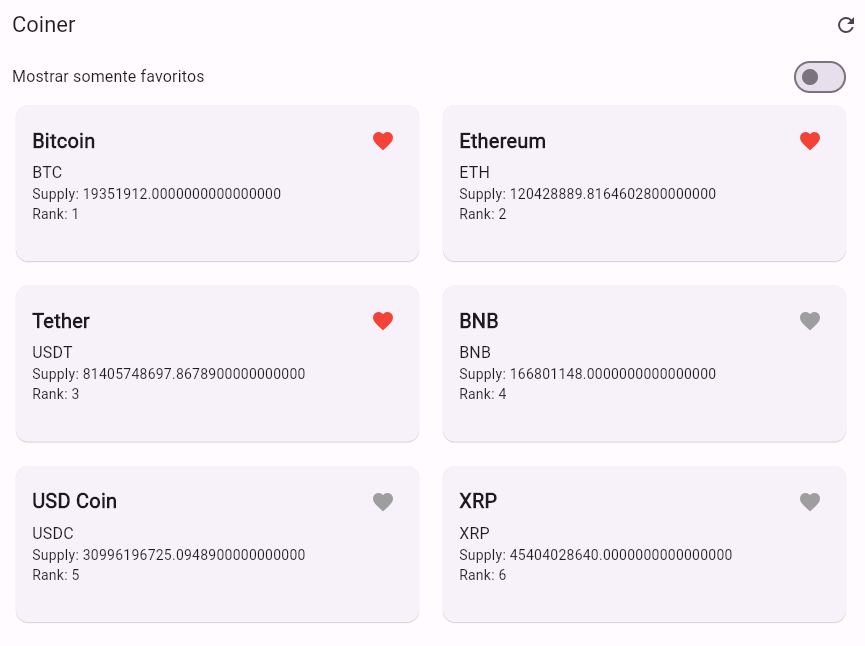 Coiner
Mostrar somente favoritos
Bitcoin
BTC
Supply: 19351912.0000000000000000
Rank: 1
Ethereum
ETH
Supply: 120428889.8164602800000000
Rank: 2
Tether
USDT
Supply: 81405748697.8678900000000000
Rank: 3
BNB
BNB
Supply: 166801148.0000000000000000
Rank: 4
USD Coin
USDC
Supply: 30996196725.0948900000000000
Rank: 5
XRP
XRP
Supply: 45404028640.0000000000000000
Rank: 6